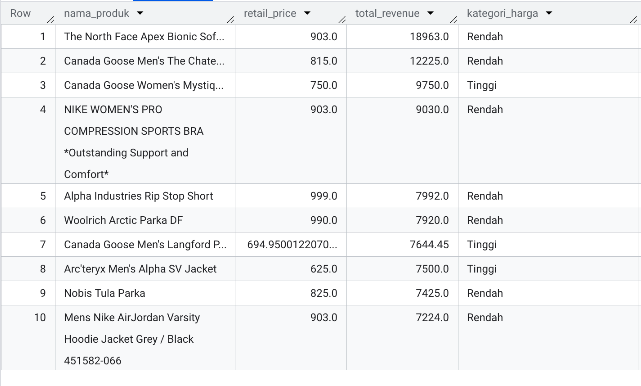 Row nama_produk retail_price total_revenue kategori_harga
1 The North Face Apex Bionic Sof... 903.0 18963.0 Rendah
2 Canada Goose Men's The Chate... 815.0 12225.0 Rendah
3 Canada Goose Women's Mystiq... 750.0 9750.0 Tinggi
4 NIKE WOMEN'S PRO 903.0 9030.0 Rendah
COMPRESSION SPORTS BRA
*Outstanding Support and
Comfort*
5 Alpha Industries Rip Stop Short 999.0 7992.0 Rendah
6 Woolrich Arctic Parka DF 990.0 7920.0 Rendah
7 Canada Goose Men's Langford P... 694.9500122070... 7644.45 Tinggi
8 Arc'teryx Men's Alpha SV Jacket 625.0 7500.0 Tinggi
9 Nobis Tula Parka 825.0 7425.0 Rendah
10 Mens Nike AirJordan Varsity 903.0 7224.0 Rendah
Hoodie Jacket Grey / Black
451582-066